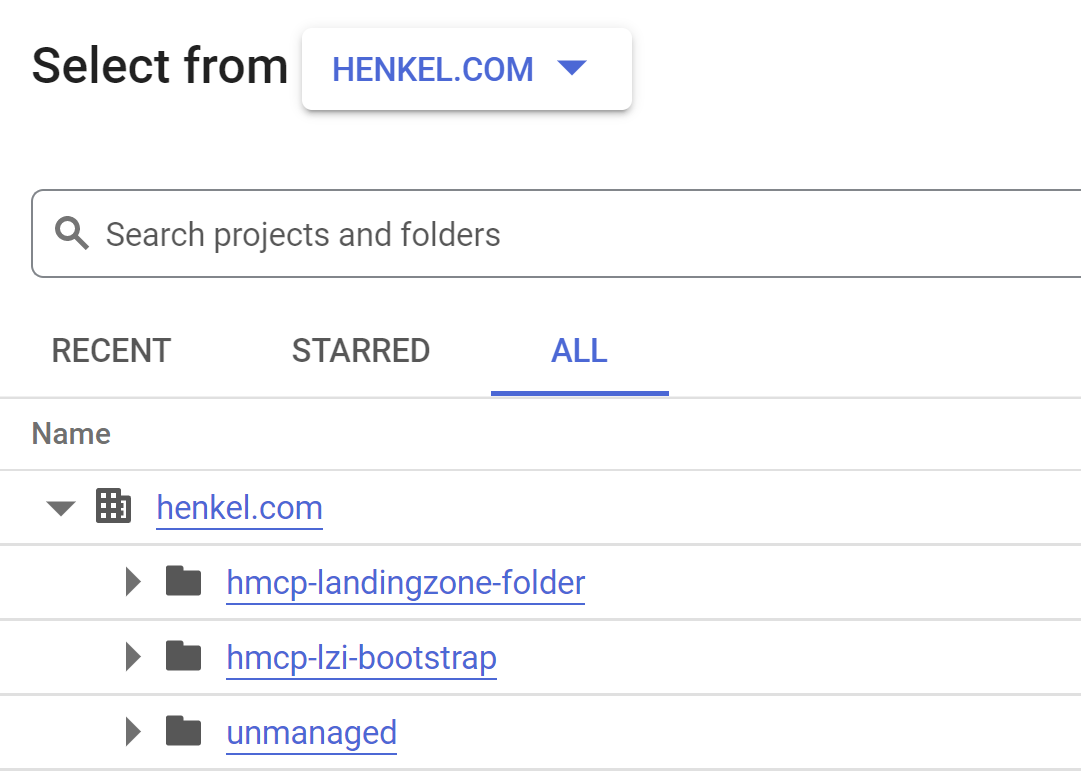 Select from HENKEL.COM
Search projects and folders
RECENT STARRED ALL
Name
henkel.com
hmcp-landingzone-folder
hmcp-lzi-bootstrap
unmanaged